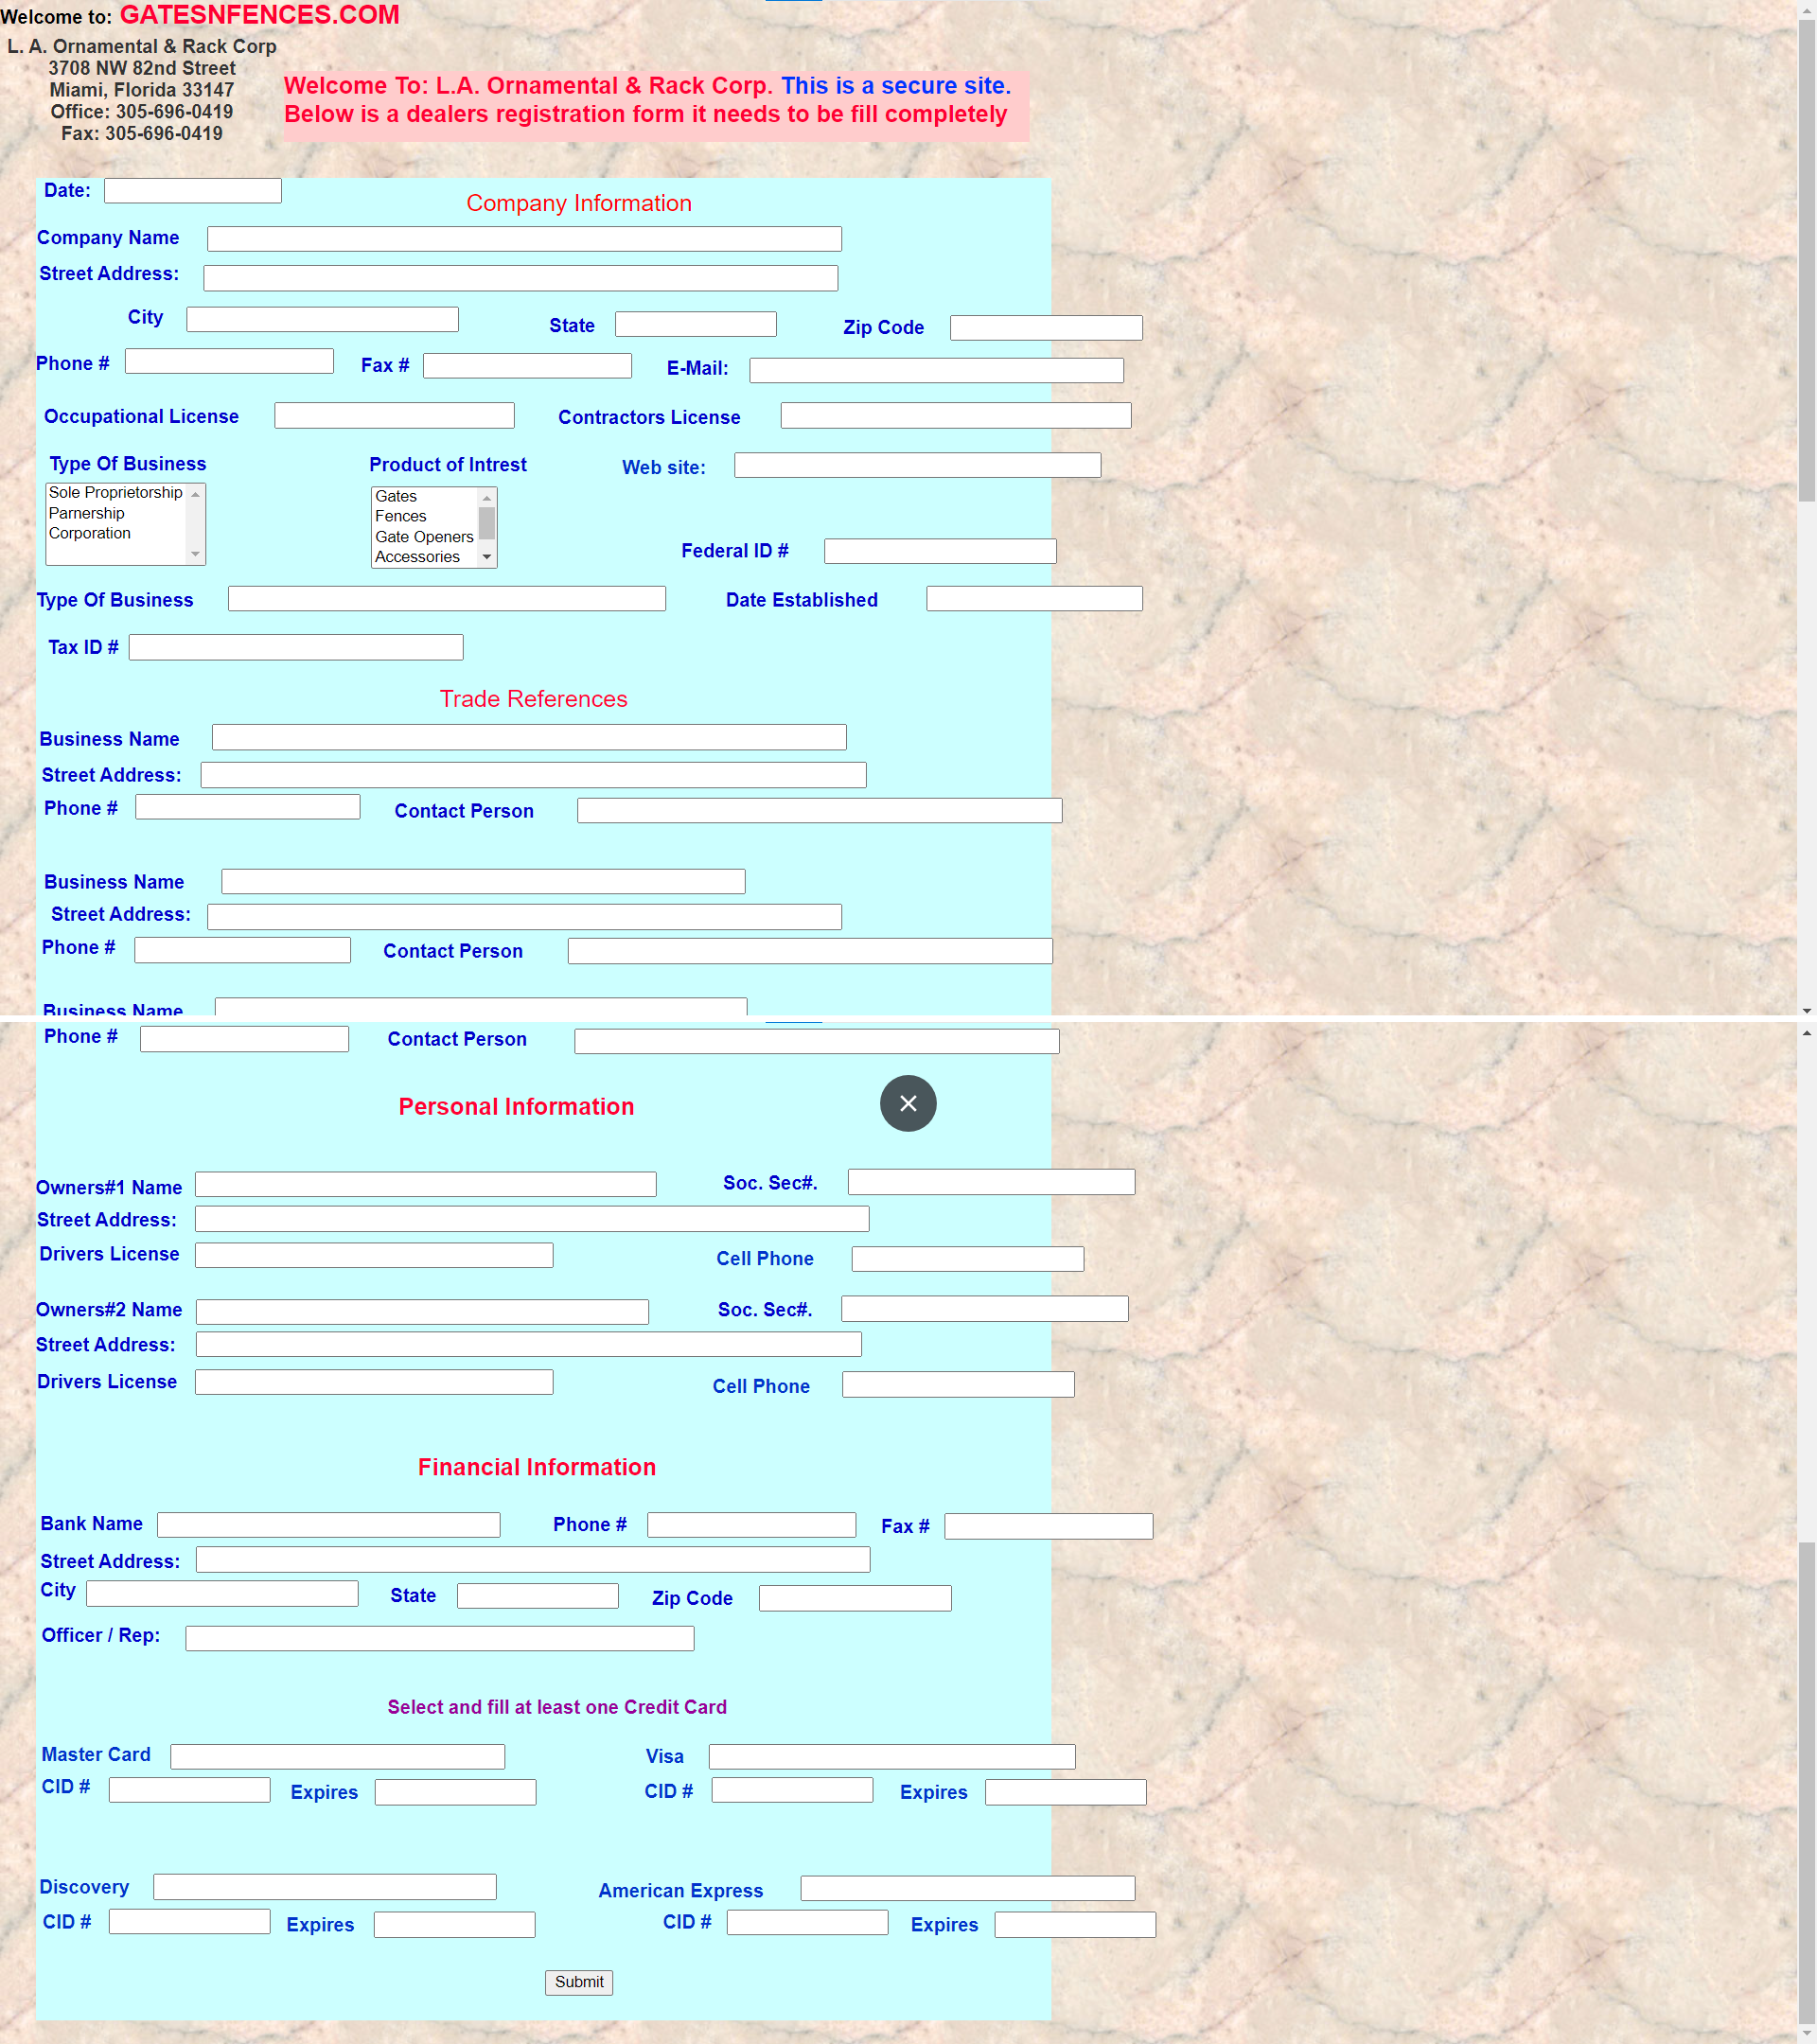 Welcome to: GATESNFENCES.COM
L. A. Ornamental & Rack Corp
3708 NW 82nd Street
Miami, Florida 33147
Office: 305-696-0419
Fax: 305-696-0419
Welcome To: L.A. Ornamental & Rack Corp. This is a secure site.
Below is a dealers registration form it needs to be fill completely
Date:
Company Information
Company Name
Street Address:
City State Zip Code
Phone # Fax # E-Mail:
Occupational License Contractors License
Type Of Business Product of Intrest Web site:
Sole Proprietorship
Parnership
Corporation
Gates
Fences
Gate Openers
Accessories
Federal ID #
Type Of Business Date Established
Tax ID #
Trade References
Business Name
Street Address:
Phone # Contact Person
Business Name
Street Address:
Phone # Contact Person
Business Name
Phone # Contact Person
Personal Information
Owners#1 Name Soc. Sec#.
Street Address:
Drivers License Cell Phone
Owners#2 Name Soc. Sec#.
Street Address:
Drivers License Cell Phone
Financial Information
Bank Name Phone # Fax #
Street Address:
City State Zip Code
Officer / Rep:
Select and fill at least one Credit Card
Master Card Visa
CID # Expires CID # Expires
Discovery American Express
CID # Expires CID # Expires
Submit